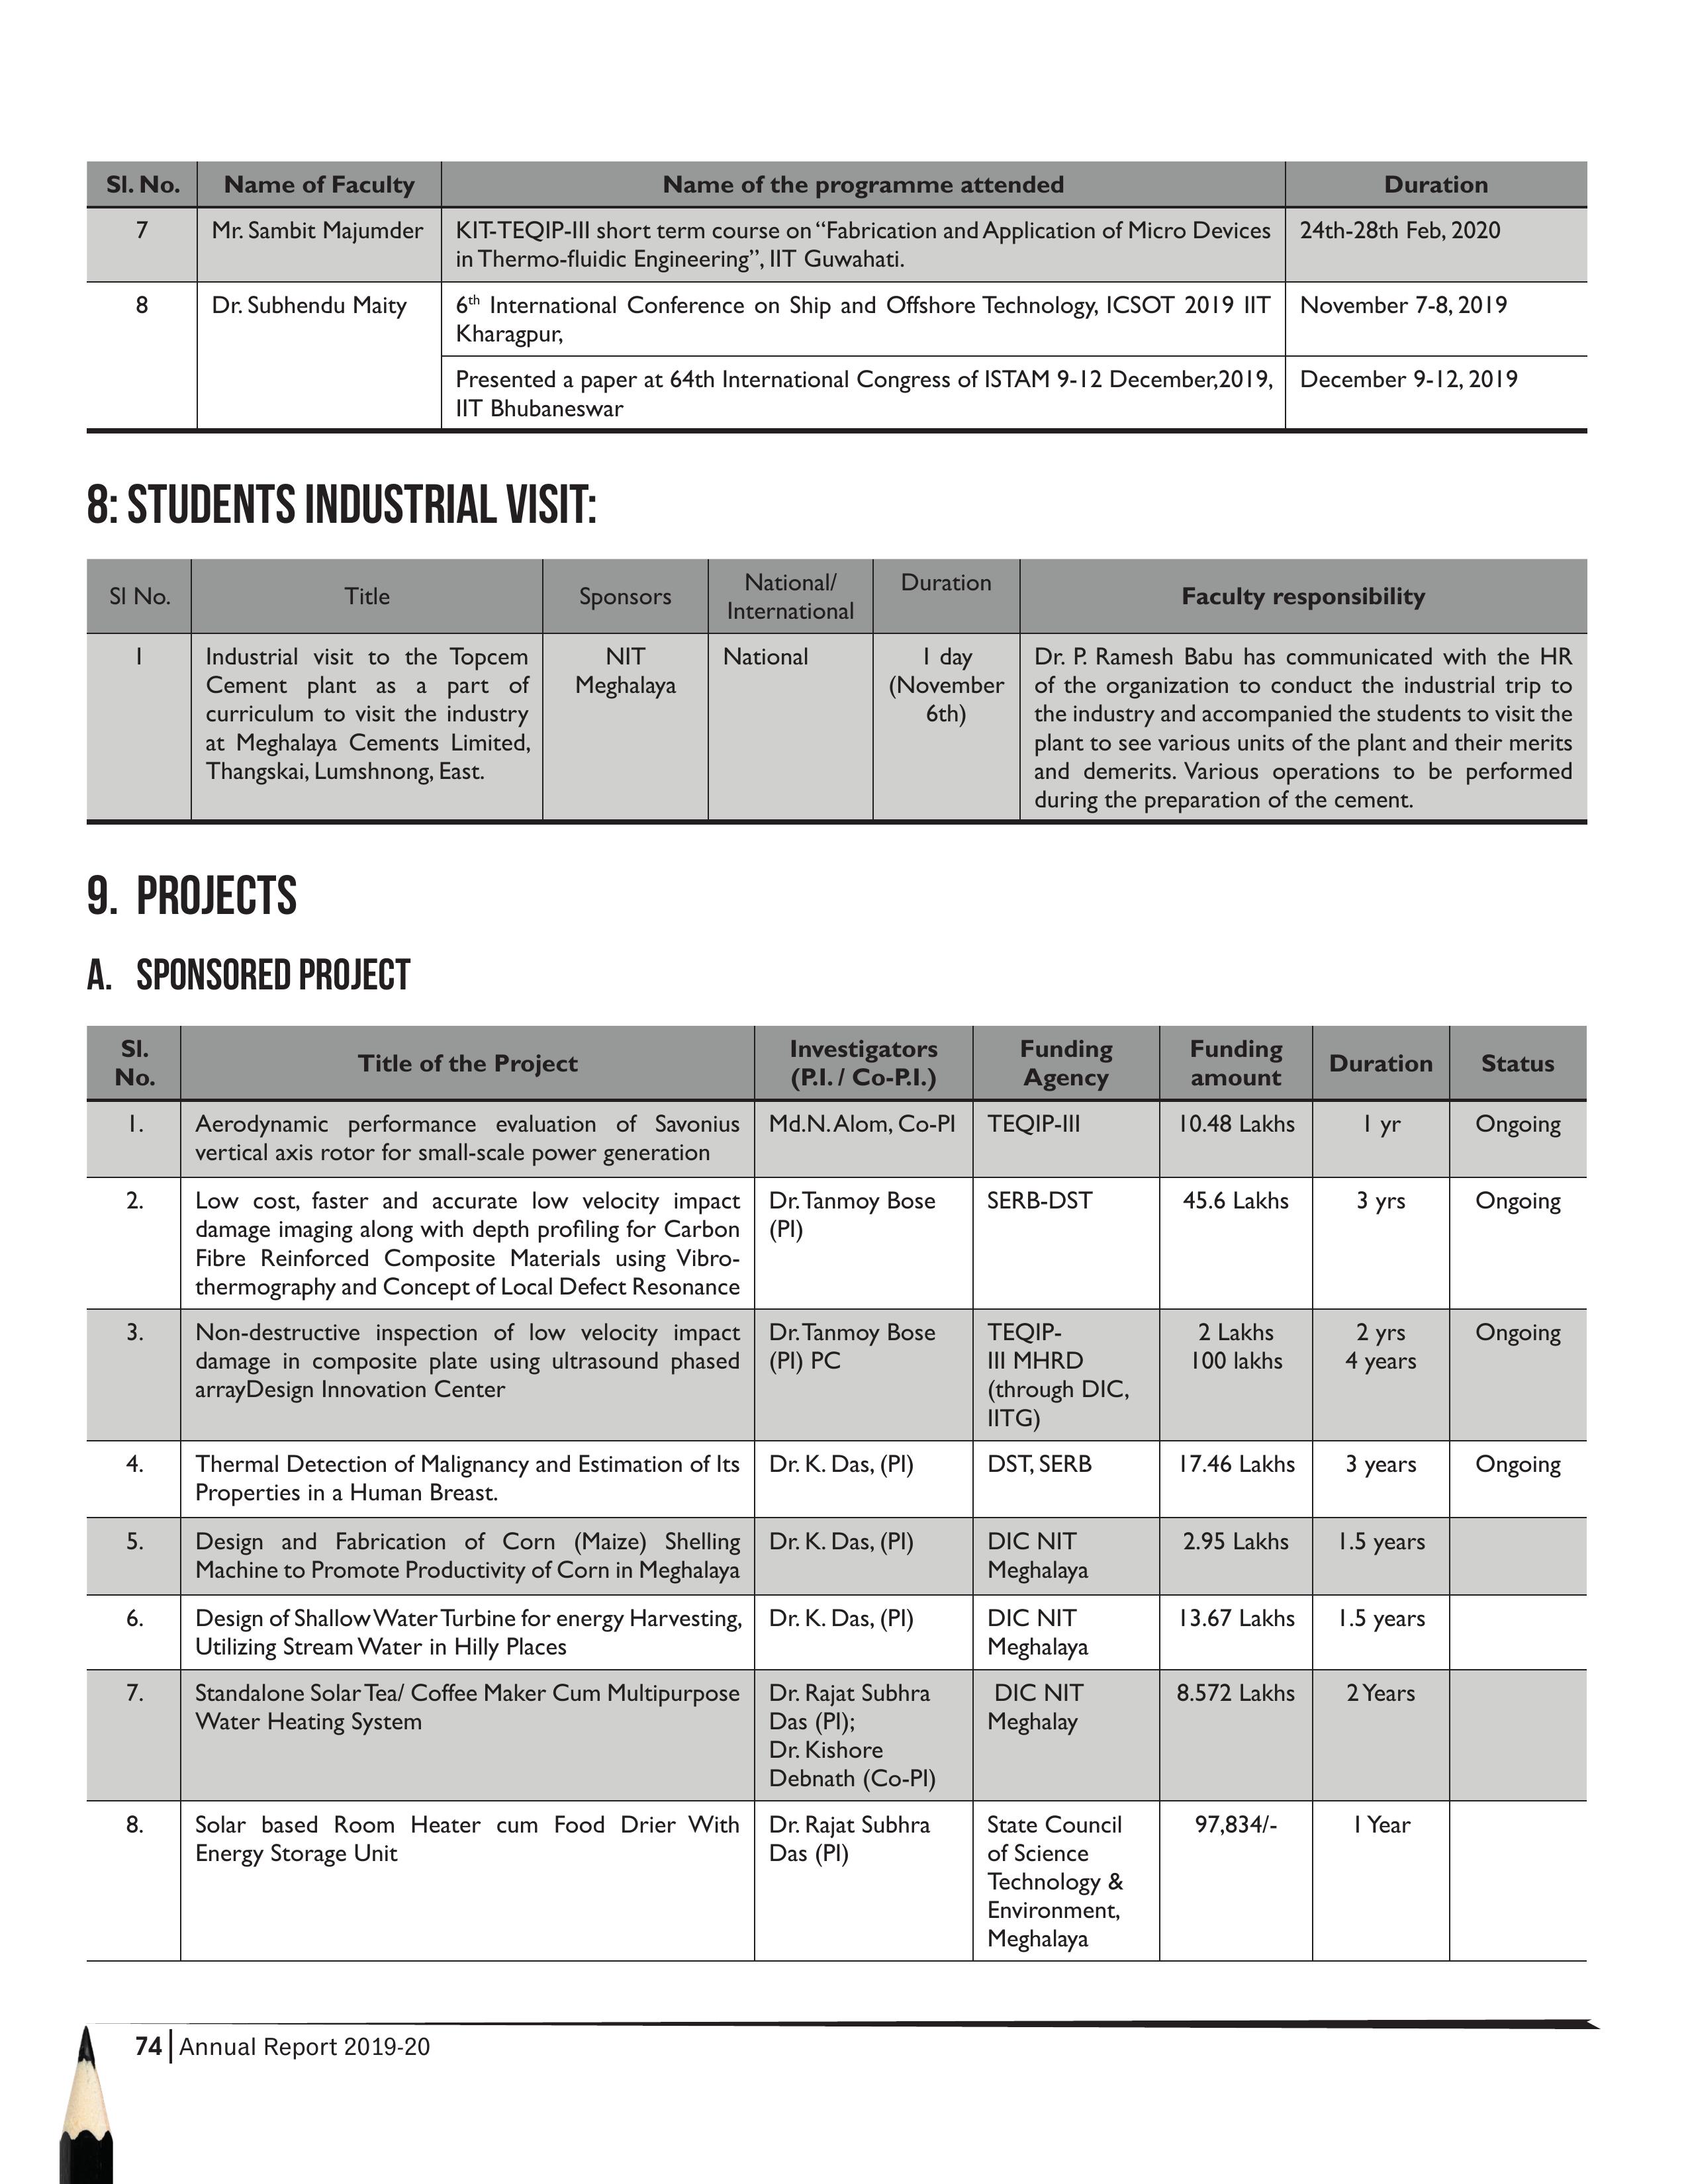 Sl. No. Name of Faculty Name of the programme attended Duration
7 Mr. Sambit Majumder KIT-TEQIP-III short term course on “Fabrication and Application of Micro Devices 24th-28th Feb, 2020
in Thermo-fluidic Engineering”, IIT Guwahati.
8 Dr. Subhendu Maity 6th International Conference on Ship and Offshore Technology, ICSOT 2019 IIT November 7-8, 2019
Kharagpur,
Presented a paper at 64th International Congress of ISTAM 9-12 December,2019, December 9-12, 2019
IIT Bhubaneswar
8: STUDENTS INDUSTRIAL VISIT:
Sl No.
Title
Sponsors
National/
International
Duration
Faculty responsibility
1
Industrial visit to the Topcem
Cement plant as a part of
curriculum to visit the industry
at Meghalaya Cements Limited,
Thangskai, Lumshnong, East.
NIT
Meghalaya
National
1 day
(November
6th)
Dr. P. Ramesh Babu has communicated with the HR
of the organization to conduct the industrial trip to
the industry and accompanied the students to visit the
plant to see various units of the plant and their merits
and demerits. Various operations to be performed
during the preparation of the cement.
9. PROJECTS
A. SPONSORED PROJECT
Sl.
No.
Title of the Project
Investigators
(P.I. / Co-P.I.)
Funding
Agency
Funding
amount
Duration
Status
1.
Aerodynamic performance evaluation of Savonius
vertical axis rotor for small-scale power generation
Md.N. Alom, Co-PI
TEQIP-III
10.48 Lakhs
1 yr
Ongoing
2.
Low cost, faster and accurate low velocity impact
damage imaging along with depth profiling for Carbon
Fibre Reinforced Composite Materials using Vibro-
thermography and Concept of Local Defect Resonance
Dr. Tanmoy Bose
(PI)
SERB-DST
45.6 Lakhs
3 yrs
Ongoing
3.
Non-destructive inspection of low velocity impact
damage in composite plate using ultrasound phased
arrayDesign Innovation Center
Dr. Tanmoy Bose
(PI) PC
TEQIP-
III MHRD
(through DIC,
IITG)
2 Lakhs
100 lakhs
2 yrs
4 years
Ongoing
4.
Thermal Detection of Malignancy and Estimation of Its
Properties in a Human Breast.
Dr. K. Das, (PI)
DST, SERB
17.46 Lakhs
3 years
Ongoing
5.
Design and Fabrication of Corn (Maize) Shelling
Machine to Promote Productivity of Corn in Meghalaya
Dr. K. Das, (PI)
DIC NIT
Meghalaya
2.95 Lakhs
1.5 years
6.
Design of Shallow Water Turbine for energy Harvesting,
Utilizing Stream Water in Hilly Places
Dr. K. Das, (PI)
DIC NIT
Meghalaya
13.67 Lakhs
1.5 years
7.
Standalone Solar Tea/ Coffee Maker Cum Multipurpose
Water Heating System
Dr. Rajat Subhra
Das (PI);
Dr. Kishore
Debnath (Co-PI)
DIC NIT
Meghalay
8.572 Lakhs
2 Years
8.
Solar based Room Heater cum Food Drier With
Energy Storage Unit
Dr. Rajat Subhra
Das (PI)
State Council
of Science
Technology &
Environment,
Meghalaya
97,834/-
1 Year
74 Annual Report 2019-20